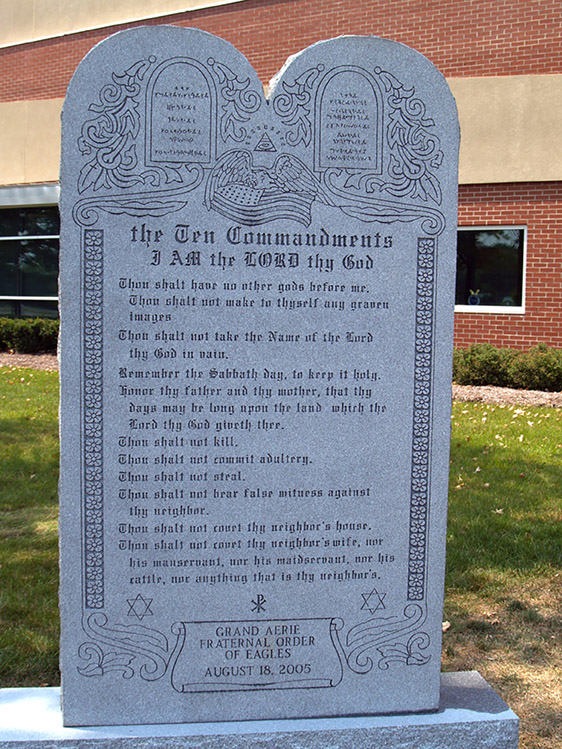 the Ten Commandments
I AM the LORD thy God
Thou shalt have no other gods before me.
Thou shalt not make to thyself any graven
images
Thou shalt not take the Name of the Lord
thy God in vain.
Remember the Sabbath day, to keep it holy.
Honor thy father and thy mother, that thy
days may be long upon the land which the
Lord thy God giveth thee.
Thou shalt not kill.
Thou shalt not commit adultery.
Thou shalt not steal.
Thou shalt not bear false witness against
thy neighbor.
Thou shalt not covet thy neighbor's house.
Thou shalt not covet thy neighbor's wife, nor
his manservant, nor his maidservant, nor his
cattle, nor anything that is thy neighbor's.
GRAND AERIE
FRATERNAL ORDER
OF EAGLES
AUGUST 18, 2005